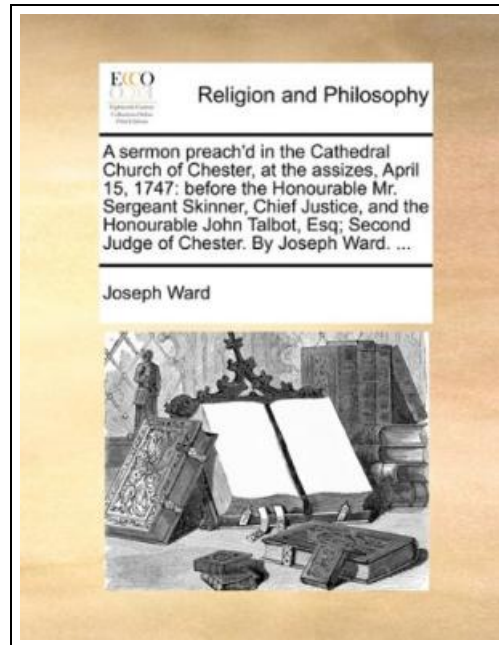 ECCO
Religion and Philosophy
A sermon preach'd in the Cathedral
Church of Chester, at the assizes, April
15, 1747: before the Honourable Mr.
Sergeant Skinner, Chief Justice, and the
Honourable John Talbot, Esq; Second
Judge of Chester. By Joseph Ward. ...
Joseph Ward